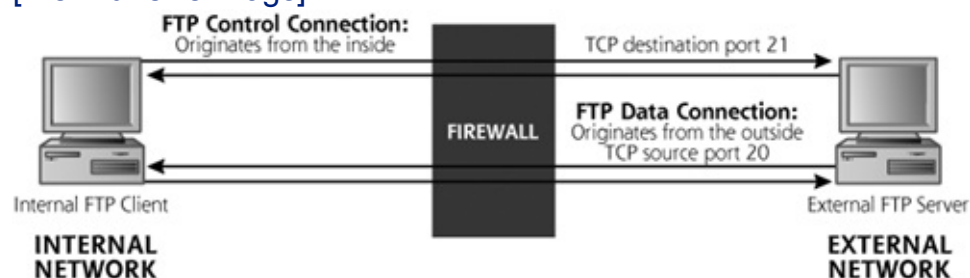 FTP Control Connection:
Originates from the inside
TCP destination port 21
FIREWALL
FTP Data Connection:
Originates from the outside
TCP source port 20
Internal FTP Client
External FTP Server
INTERNAL
NETWORK
EXTERNAL
NETWORK